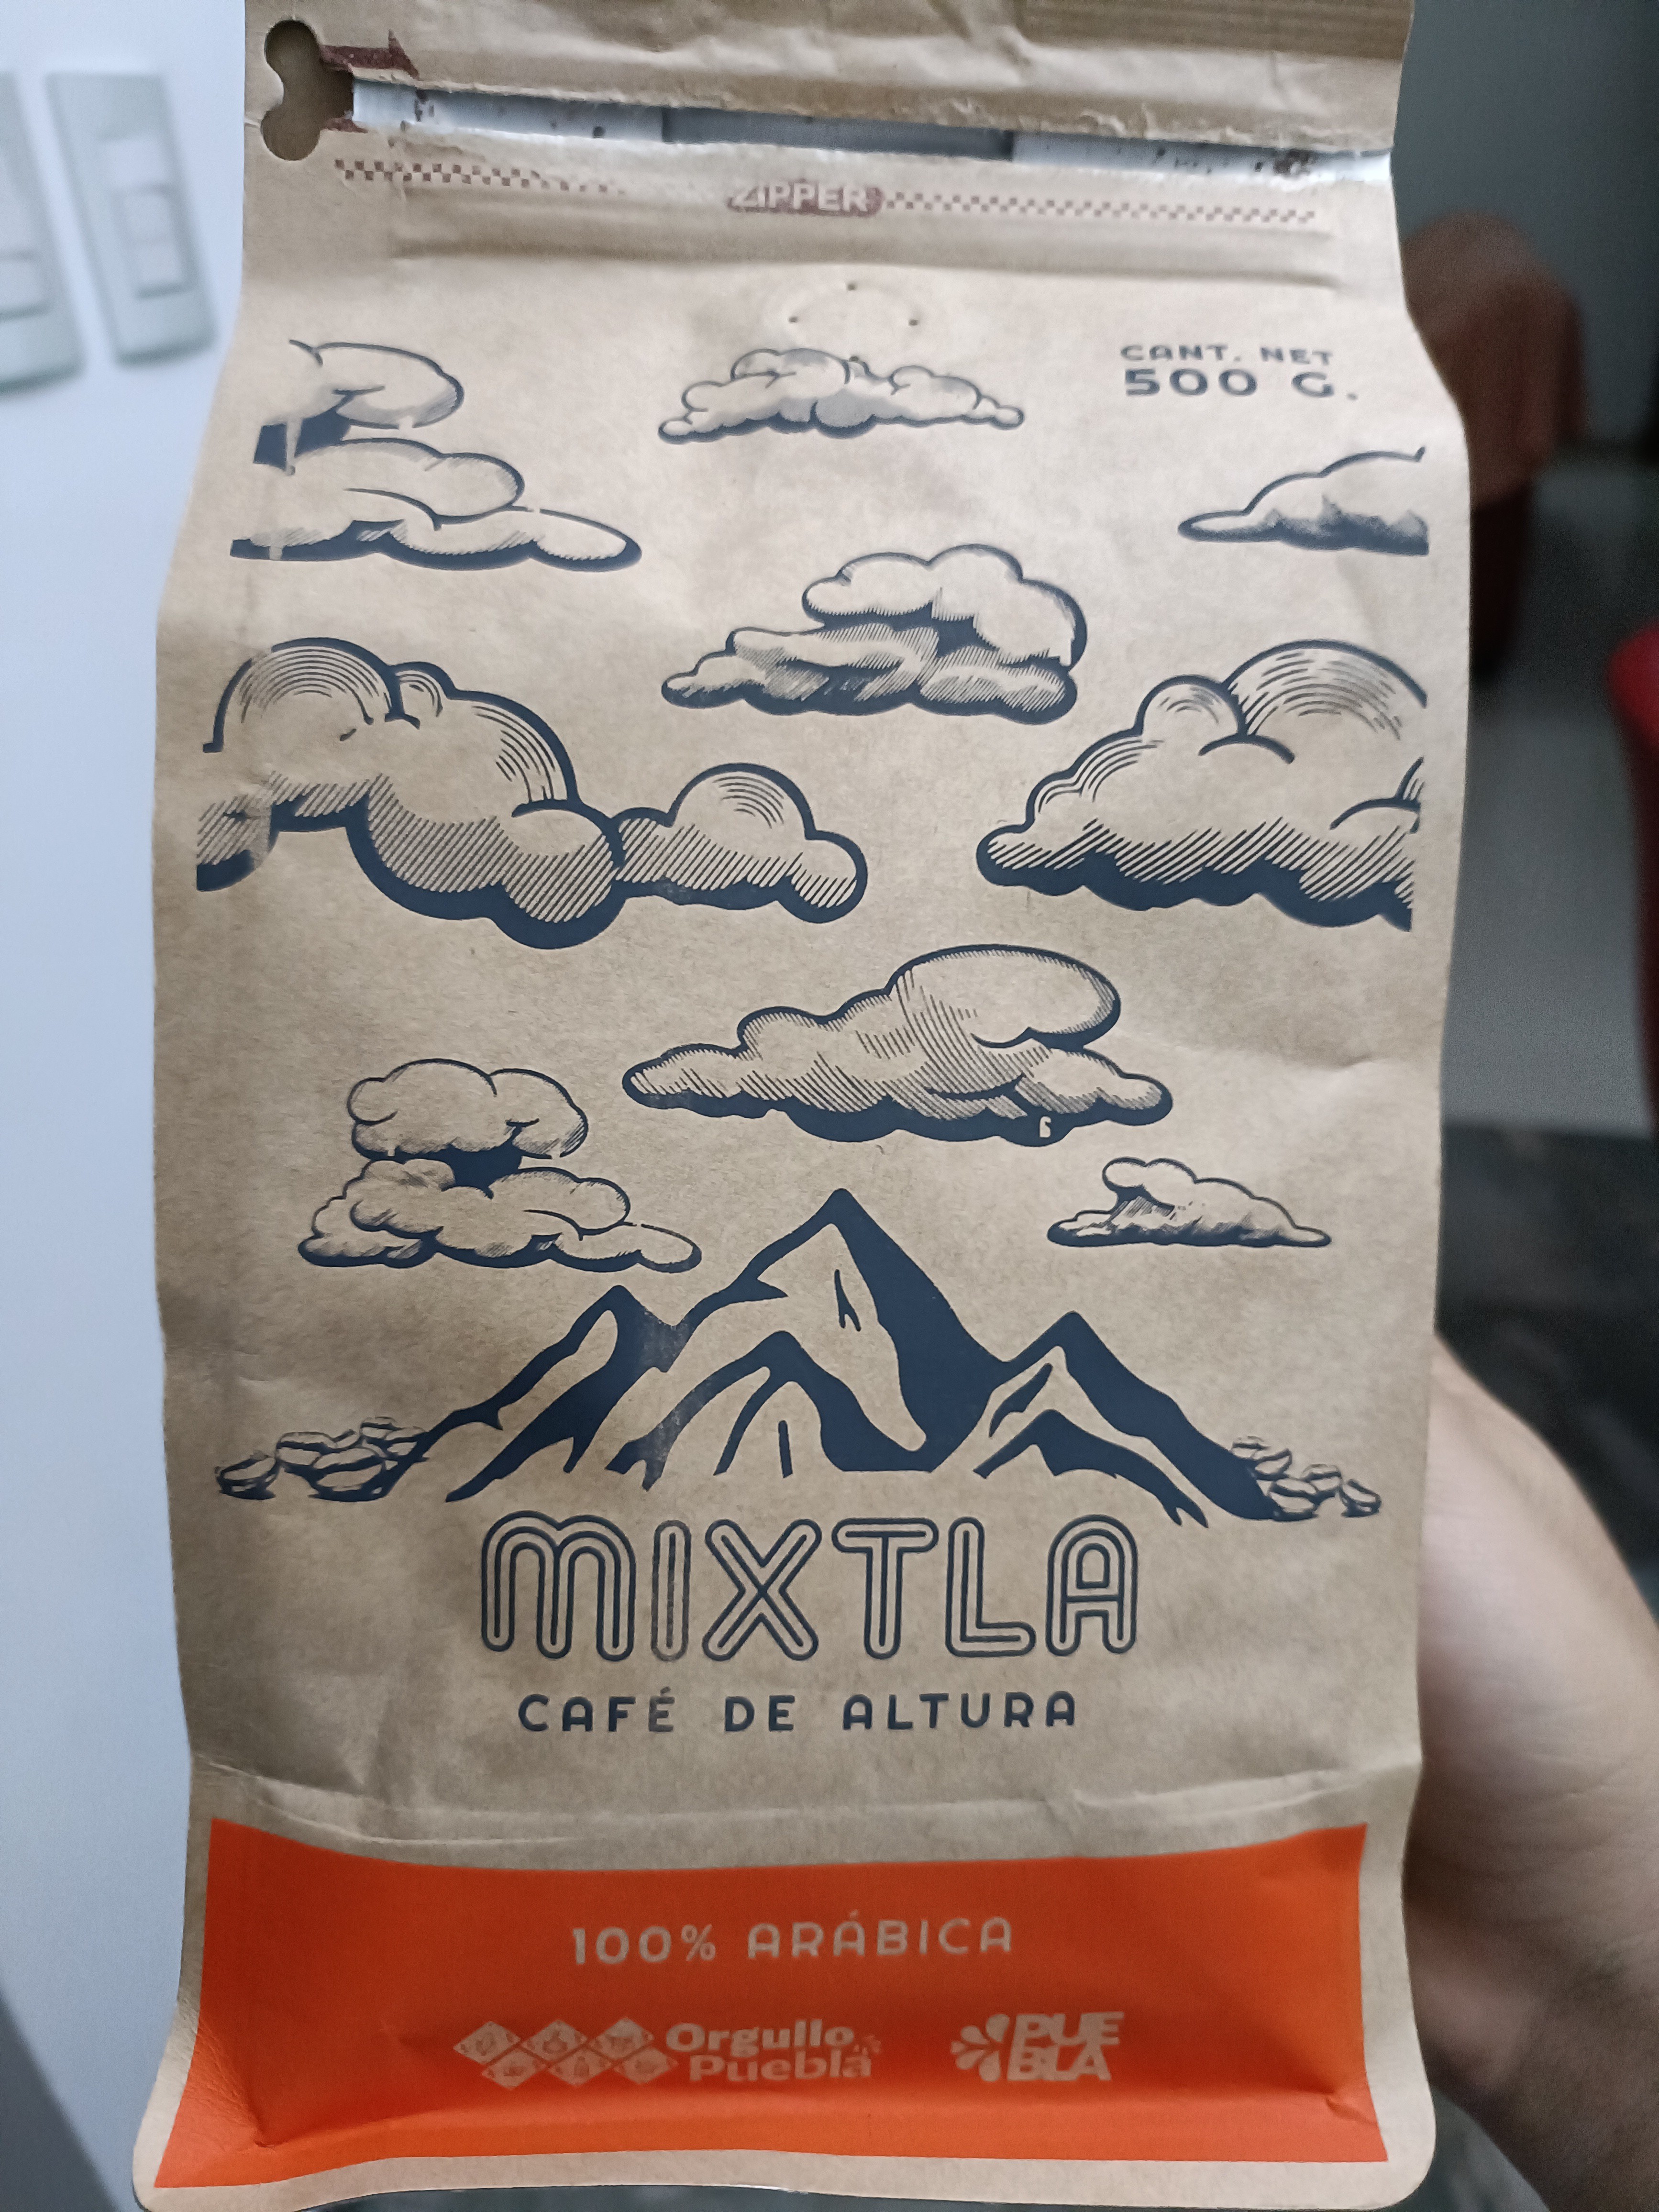 ZIPPER
CANT. NET
500 G.
MIXTLA
CAFÉ DE ALTURA
100% ARÁBICA
Orgullo
Puebla
PUE
BLA